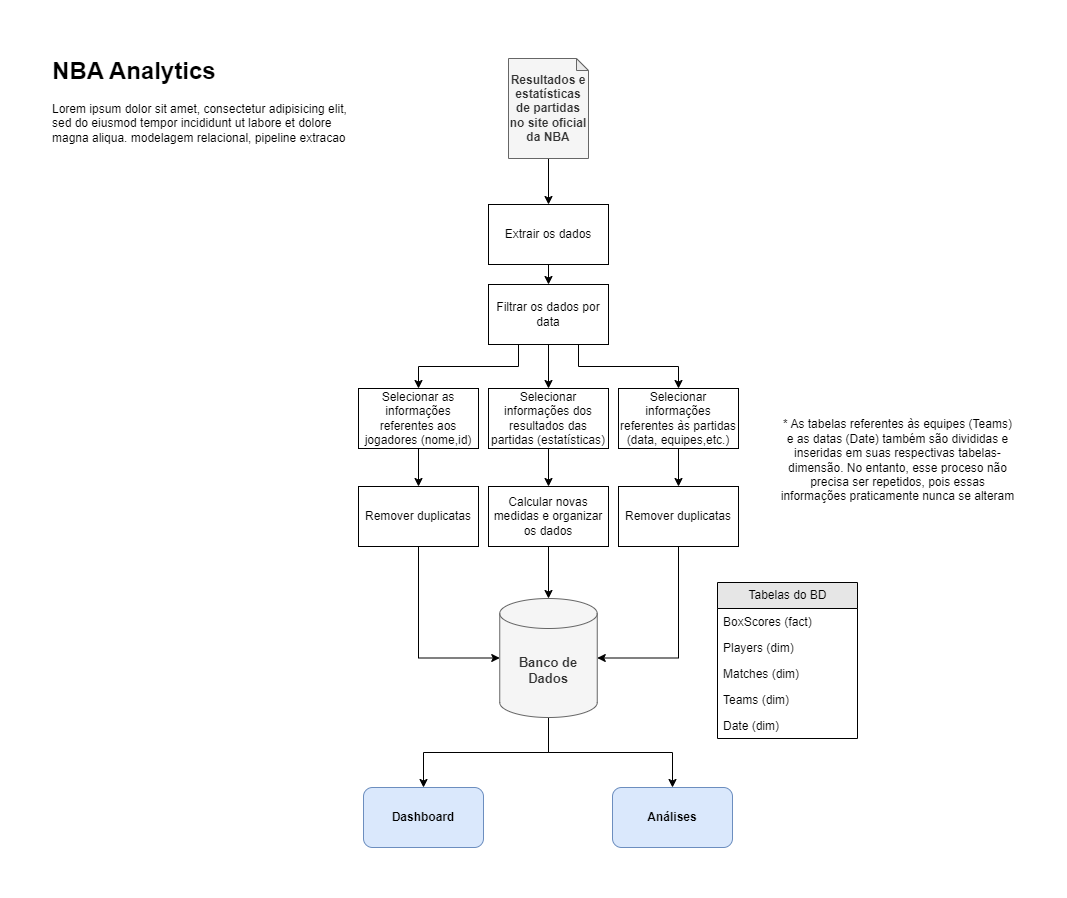 NBA Analytics
Lorem ipsum dolor sit amet, consectetur adipisicing elit,
sed do eiusmod tempor incididunt ut labore et dolore
magna aliqua. modelagem relacional, pipeline extracao
Resultados e
estatísticas
de partidas
no site oficial
da NBA
Extrair os dados
Filtrar os dados por
data
Selecionar as
informações
referentes aos
jogadores (nome,id)
Selecionar
informações dos
resultados das
partidas (estatísticas)
Selecionar
informações
referentes às partidas
(data, equipes,etc.)
* As tabelas referentes às equipes (Teams)
e as datas (Date) também são divididas e
inseridas em suas respectivas tabelas-
dimensão. No entanto, esse proceso não
precisa ser repetidos, pois essas
informações praticamente nunca se alteram
Remover duplicatas
Calcular novas
medidas e organizar
os dados
Remover duplicatas
Banco de
Dados
Tabelas do BD
BoxScores (fact)
Players (dim)
Matches (dim)
Teams (dim)
Date (dim)
Dashboard
Análises